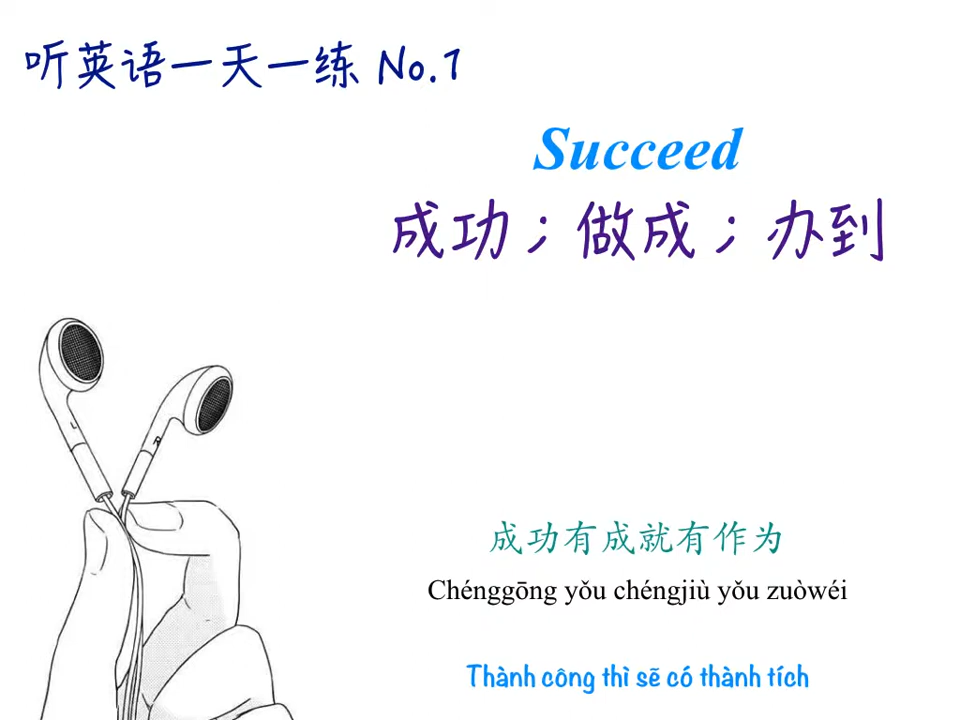 听英语一天一练 No.1
Succeed
成功；做成；办到
L
R
成功有成就有作为
Chénggōng yǒu chéngjiù yǒu zuòwéi
Thành công thì sẽ có thành tích